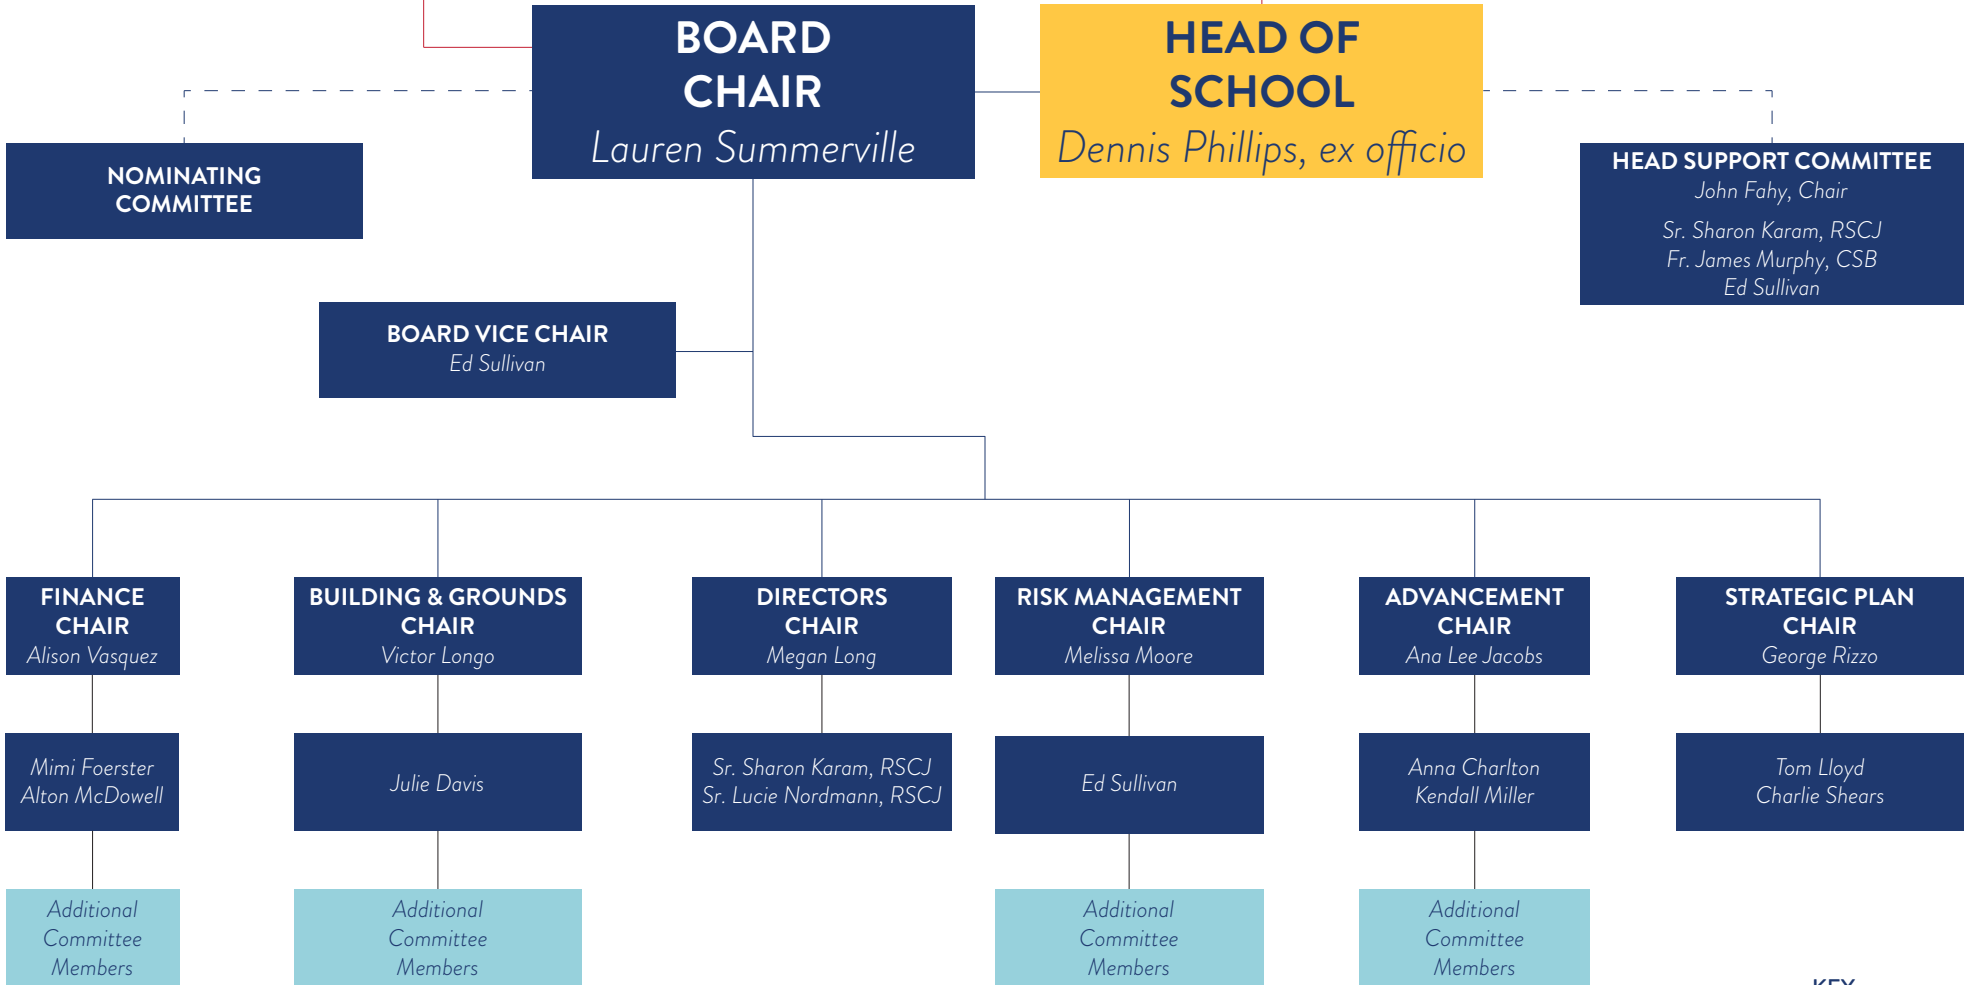 BOARD
CHAIR
Lauren Summerville
HEAD OF
SCHOOL
Dennis Phillips, ex officio
NOMINATING
COMMITTEE
HEAD SUPPORT COMMITTEE
John Fahy, Chair
Sr. Sharon Karam, RSCJ
Fr. James Murphy, CSB
Ed Sullivan
BOARD VICE CHAIR
Ed Sullivan
FINANCE
CHAIR
Alison Vasquez
BUILDING & GROUNDS
CHAIR
Victor Longo
DIRECTORS
CHAIR
Megan Long
RISK MANAGEMENT
CHAIR
Melissa Moore
ADVANCEMENT
CHAIR
Ana Lee Jacobs
STRATEGIC PLAN
CHAIR
George Rizzo
Mimi Foerster
Alton McDowell
Julie Davis
Sr. Sharon Karam, RSCJ
Sr. Lucie Nordmann, RSCJ
Ed Sullivan
Anna Charlton
Kendall Miller
Tom Lloyd
Charlie Shears
Additional
Committee
Members
Additional
Committee
Members
Additional
Committee
Members
Additional
Committee
Members
KEY